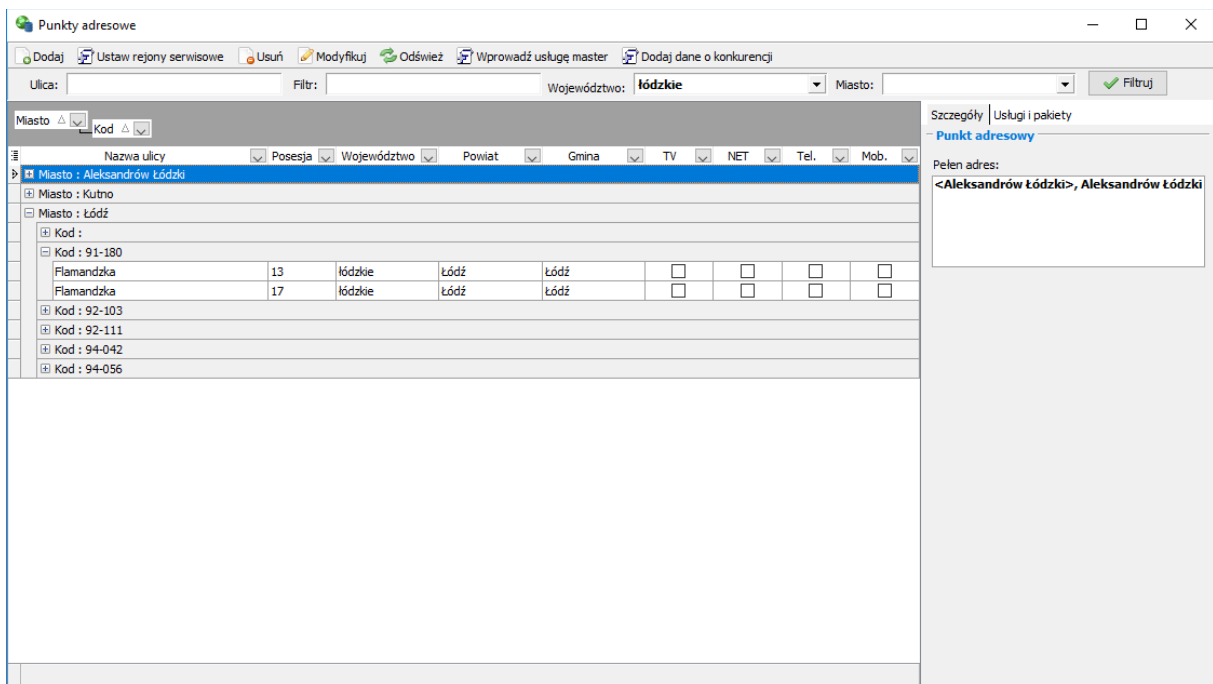 Punkty adresowe
Dodaj Ustaw rejony serwisowe Usuń Modyfikuj Odśwież Wprowadź usługę master Dodaj dane o konkurencji
Ulica: Filtr: Województwo: łódzkie Miasto: Filtruj
Miasto
Kod
Nazwa ulicy Posesja Województwo Powiat Gmina TV NET Tel. Mob.
Miasto : Aleksandrów Łódzki
Miasto : Kutno
Miasto : Łódź
Kod :
Kod : 91-180
Flamandzka 13 łódzkie Łódź Łódź
Flamandzka 17 łódzkie Łódź Łódź
Kod : 92-103
Kod : 92-111
Kod : 94-042
Kod : 94-056
Szczegóły Usługi i pakiety
Punkt adresowy
Pełen adres:
<Aleksandrów Łódzki>, Aleksandrów Łódzki